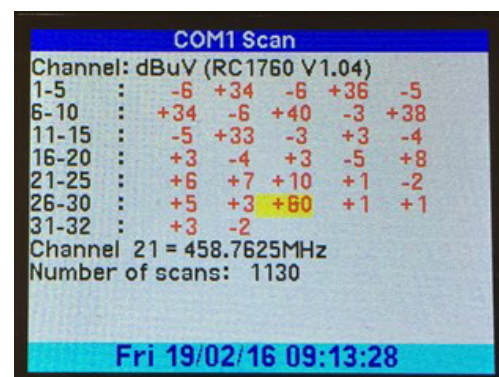 COM1 Scan
Channel: dBuV (RC1760 V1.04)
1-5 : -6 +34 -6 +36 -5
6-10 : +34 -6 +40 -3 +38
11-15 : -5 +33 -3 +3 -4
16-20 : +3 -4 +3 -5 +8
21-25 : +6 +7 +10 +1 -2
26-30 : +5 +3 +60 +1 +1
31-32 : +3 -2
Channel 21 = 458.7625MHz
Number of scans: 1130
Fri 19/02/16 09:13:28